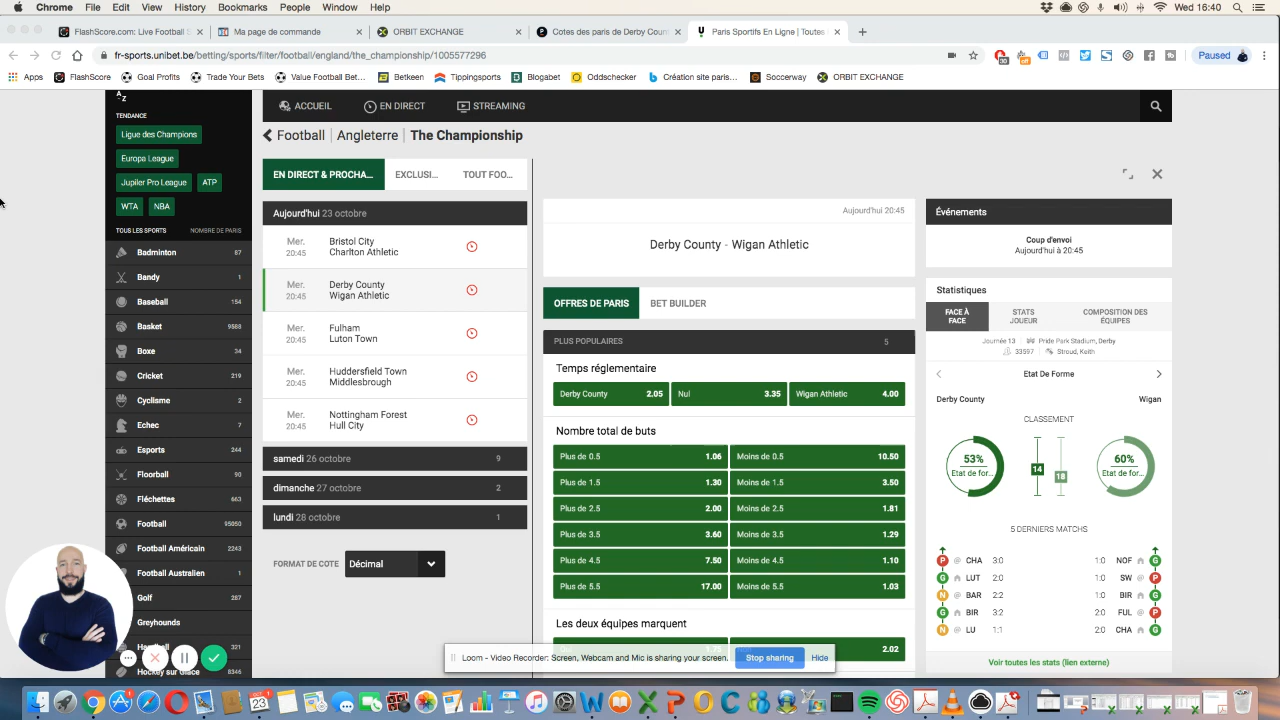 Chrome File Edit View History Bookmarks People Window Help Wed 16:40
FlashScore.com: Live Football S
Ma page de commande
ORBIT EXCHANGE
Cotes des paris de Derby Coun
Paris Sportifs En Ligne | Toutes
fr-sports.unibet.be/betting/sports/filter/football/england/the_championship/1005577296
Paused
Apps FlashScore Goal Profits Trade Your Bets Value Football Bet... Betkeen Tippingsports Blogabet Oddschecker Création site paris... Soccerway ORBIT EXCHANGE
A
Z
TENDANCE
Ligue des Champions
Europa League
Jupiler Pro League ATP
WTA NBA
TOUS LES SPORTS NOMBRE DE PARIS
Badminton 87
Bandy 1
Baseball 154
Basket 9588
Boxe 34
Cricket 219
Cyclisme 2
Echec 7
Esports 244
Floorball 90
Fléchettes 663
Football 95050
Football Américain 2243
Football Australien 1
Golf 287
Greyhounds
321
Hockey sur Glace 8346
ACCUEIL EN DIRECT STREAMING
Football | Angleterre | The Championship
EN DIRECT & PROCHA... EXCLUSI... TOUT FOO...
Aujourd'hui 23 octobre
Mer. Bristol City
20:45 Charlton Athletic
Mer. Derby County
20:45 Wigan Athletic
Mer. Fulham
20:45 Luton Town
Mer. Huddersfield Town
20:45 Middlesbrough
Mer. Nottingham Forest
20:45 Hull City
samedi 26 octobre 9
dimanche 27 octobre 2
lundi 28 octobre 1
FORMAT DE COTE Décimal
Aujourd'hui 20:45
Derby County - Wigan Athletic
OFFRES DE PARIS BET BUILDER
PLUS POPULAIRES 5
Temps réglementaire
Derby County 2.05 Nul 3.35 Wigan Athletic 4.00
Nombre total de buts
Plus de 0.5 1.06 Moins de 0.5 10.50
Plus de 1.5 1.30 Moins de 1.5 3.50
Plus de 2.5 2.00 Moins de 2.5 1.81
Plus de 3.5 3.60 Moins de 3.5 1.29
Plus de 4.5 7.50 Moins de 4.5 1.10
Plus de 5.5 17.00 Moins de 5.5 1.03
Les deux équipes marquent
1.75 2.02
Événements
Coup d'envoi
Aujourd'hui à 20:45
Statistiques
FACE À FACE STATS JOUEUR COMPOSITION DES ÉQUIPES
Journée 13 Pride Park Stadium, Derby
33597 Stroud, Keith
Etat De Forme
Derby County Wigan
CLASSEMENT
53% Etat de for... 14 18 60% Etat de for...
5 DERNIERS MATCHS
P @ CHA 3:0 1:0 NOF G
G LUT 2:0 1:0 SW @ P
N @ BAR 2:2 1:0 BIR G
G BIR 3:2 2:0 FUL @ P
N @ LU 1:1 2:0 CHA G
Voir toutes les stats (lien externe)
Loom - Video Recorder: Screen, Webcam and Mic is sharing your screen. Stop sharing Hide